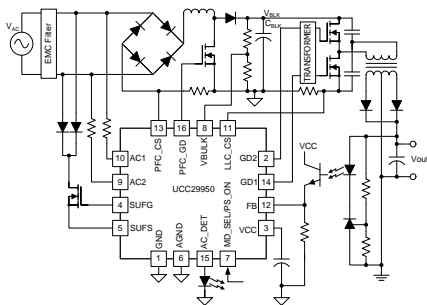 VAC
EMC Filter
VBLK
CBLK
TRANSFORMER
13
16
8
11
PFC_CS
PFC_GD
VBULK
LLC_CS
10
AC1
9
AC2
4
SUFG
5
SUFS
UCC29950
GD2
2
GD1
14
FB
12
VCC
3
VCC
Vout
GND
AGND
AC_DET
MD_SEL/PS_ON
1
6
15
7